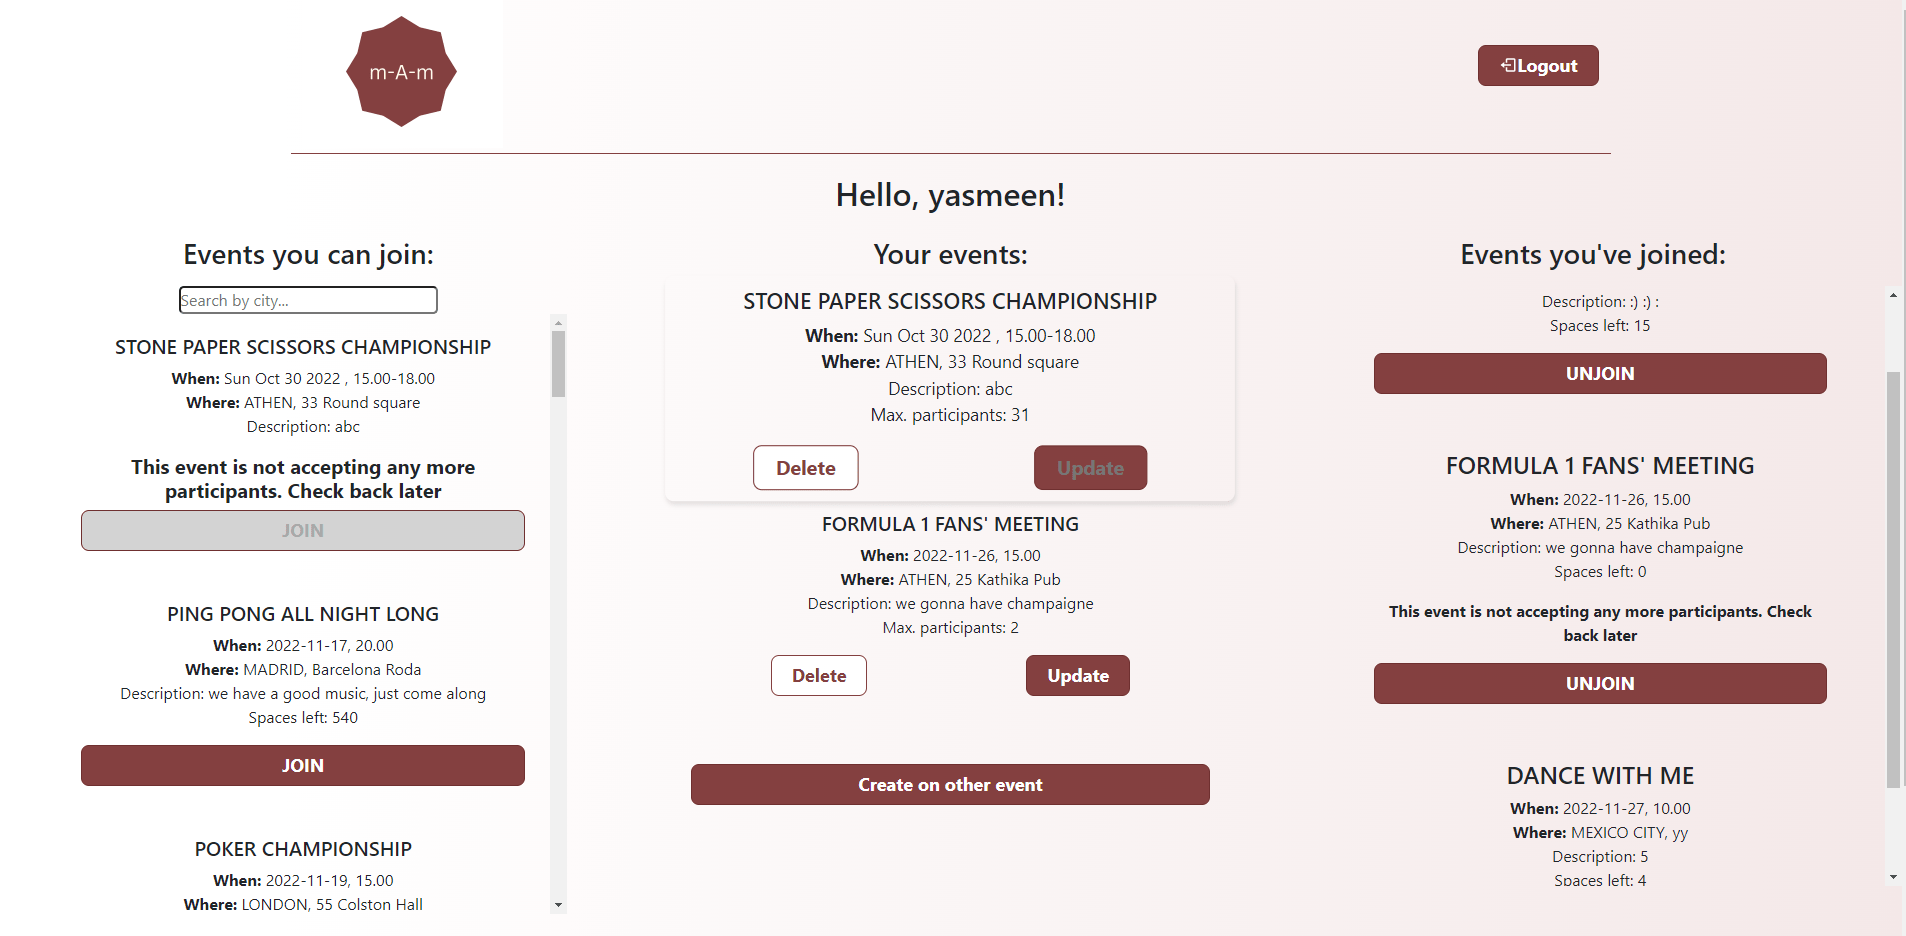 m-A-m
Logout
Hello, yasmeen!
Events you can join:
Search by city...
STONE PAPER SCISSORS CHAMPIONSHIP
When: Sun Oct 30 2022 , 15.00-18.00
Where: ATHEN, 33 Round square
Description: abc
This event is not accepting any more
participants. Check back later
JOIN
PING PONG ALL NIGHT LONG
When: 2022-11-17, 20.00
Where: MADRID, Barcelona Roda
Description: we have a good music, just come along
Spaces left: 540
JOIN
POKER CHAMPIONSHIP
When: 2022-11-19, 15.00
Where: LONDON, 55 Colston Hall
Your events:
STONE PAPER SCISSORS CHAMPIONSHIP
When: Sun Oct 30 2022 , 15.00-18.00
Where: ATHEN, 33 Round square
Description: abc
Max. participants: 31
Delete
Update
FORMULA 1 FANS' MEETING
When: 2022-11-26, 15.00
Where: ATHEN, 25 Kathika Pub
Description: we gonna have champaigne
Max. participants: 2
Delete
Update
Create on other event
Events you've joined:
Description: :) :) :
Spaces left: 15
UNJOIN
FORMULA 1 FANS' MEETING
When: 2022-11-26, 15.00
Where: ATHEN, 25 Kathika Pub
Description: we gonna have champaigne
Spaces left: 0
This event is not accepting any more participants. Check
back later
UNJOIN
DANCE WITH ME
When: 2022-11-27, 10.00
Where: MEXICO CITY, yy
Description: 5
Spaces left: 4